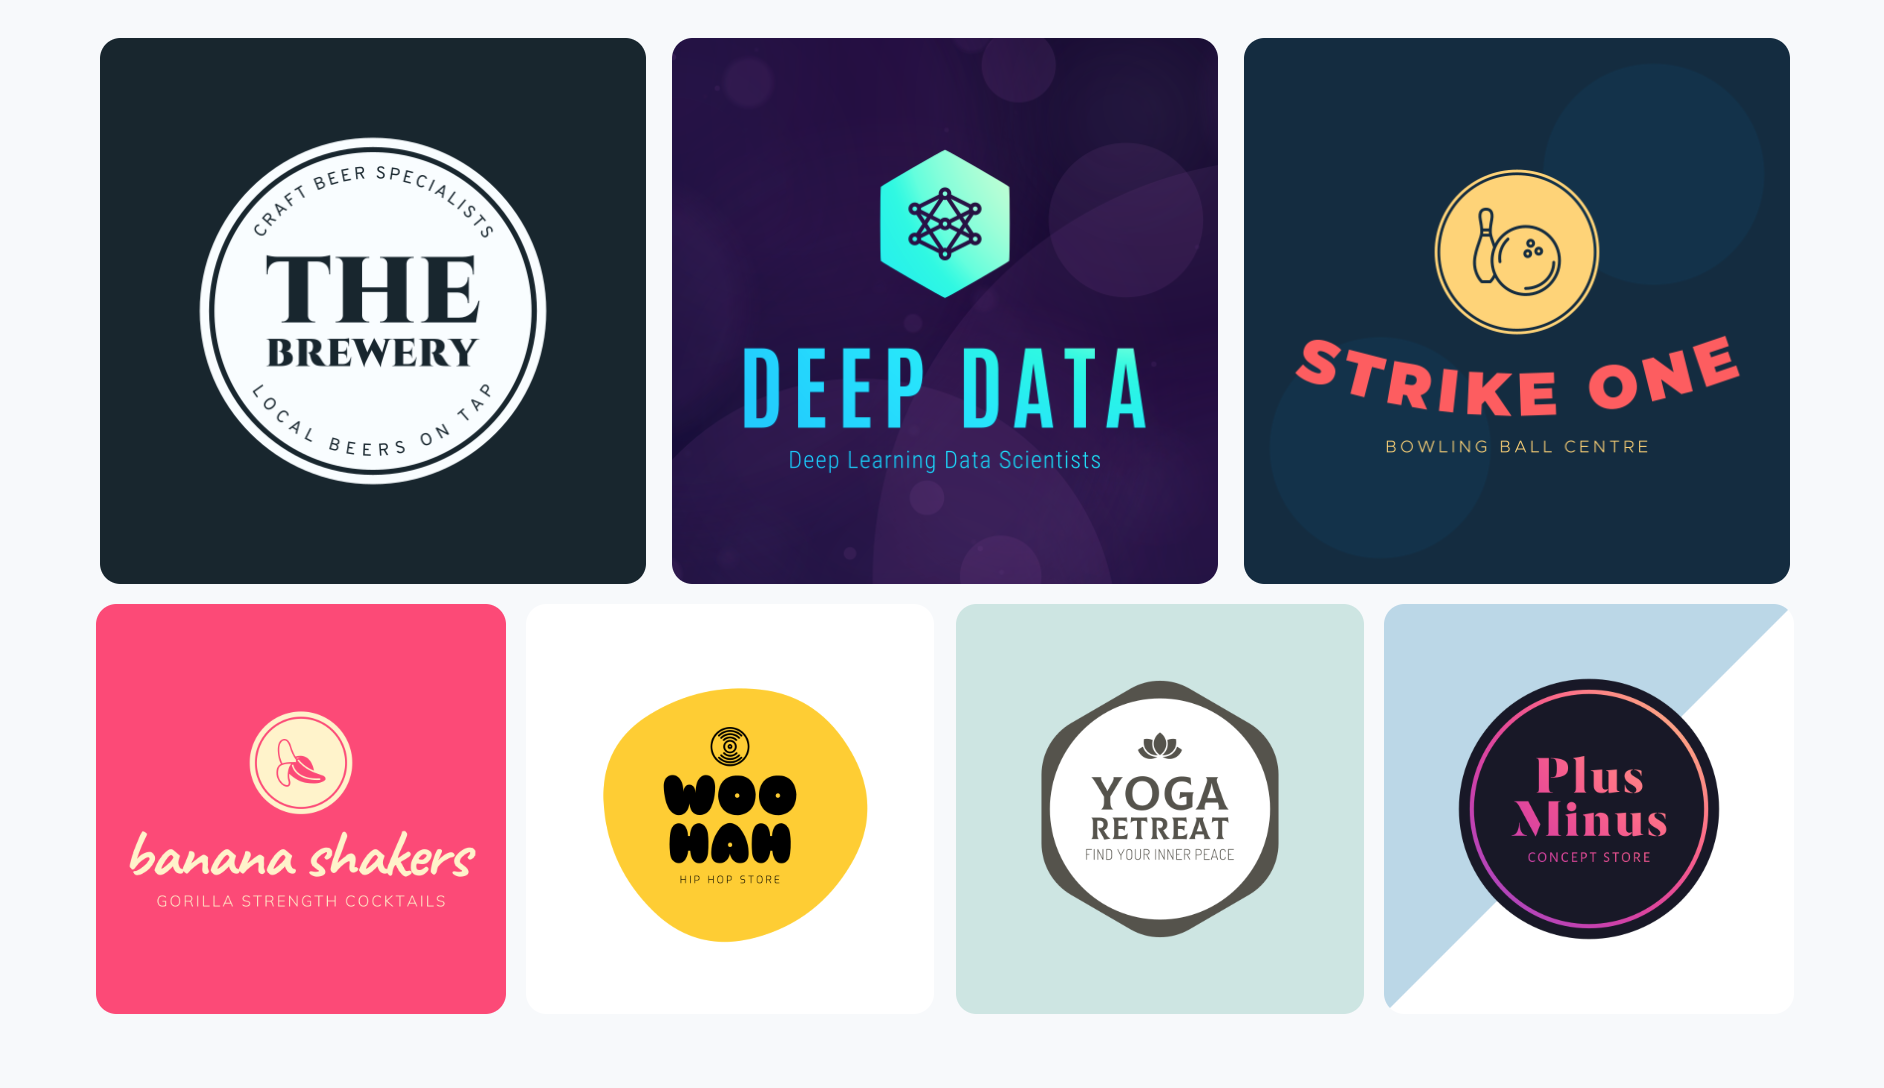 CRAFT BEER SPECIALISTS
THE
BREWERY
LOCAL BEERS ON TAP
DEEP DATA
Deep Learning Data Scientists
STRIKE ONE
BOWLING BALL CENTRE
banana shakers
GORILLA STRENGTH COCKTAILS
WOO
HAH
HIP HOP STORE
YOGA
RETREAT
FIND YOUR INNER PEACE
Plus
Minus
CONCEPT STORE